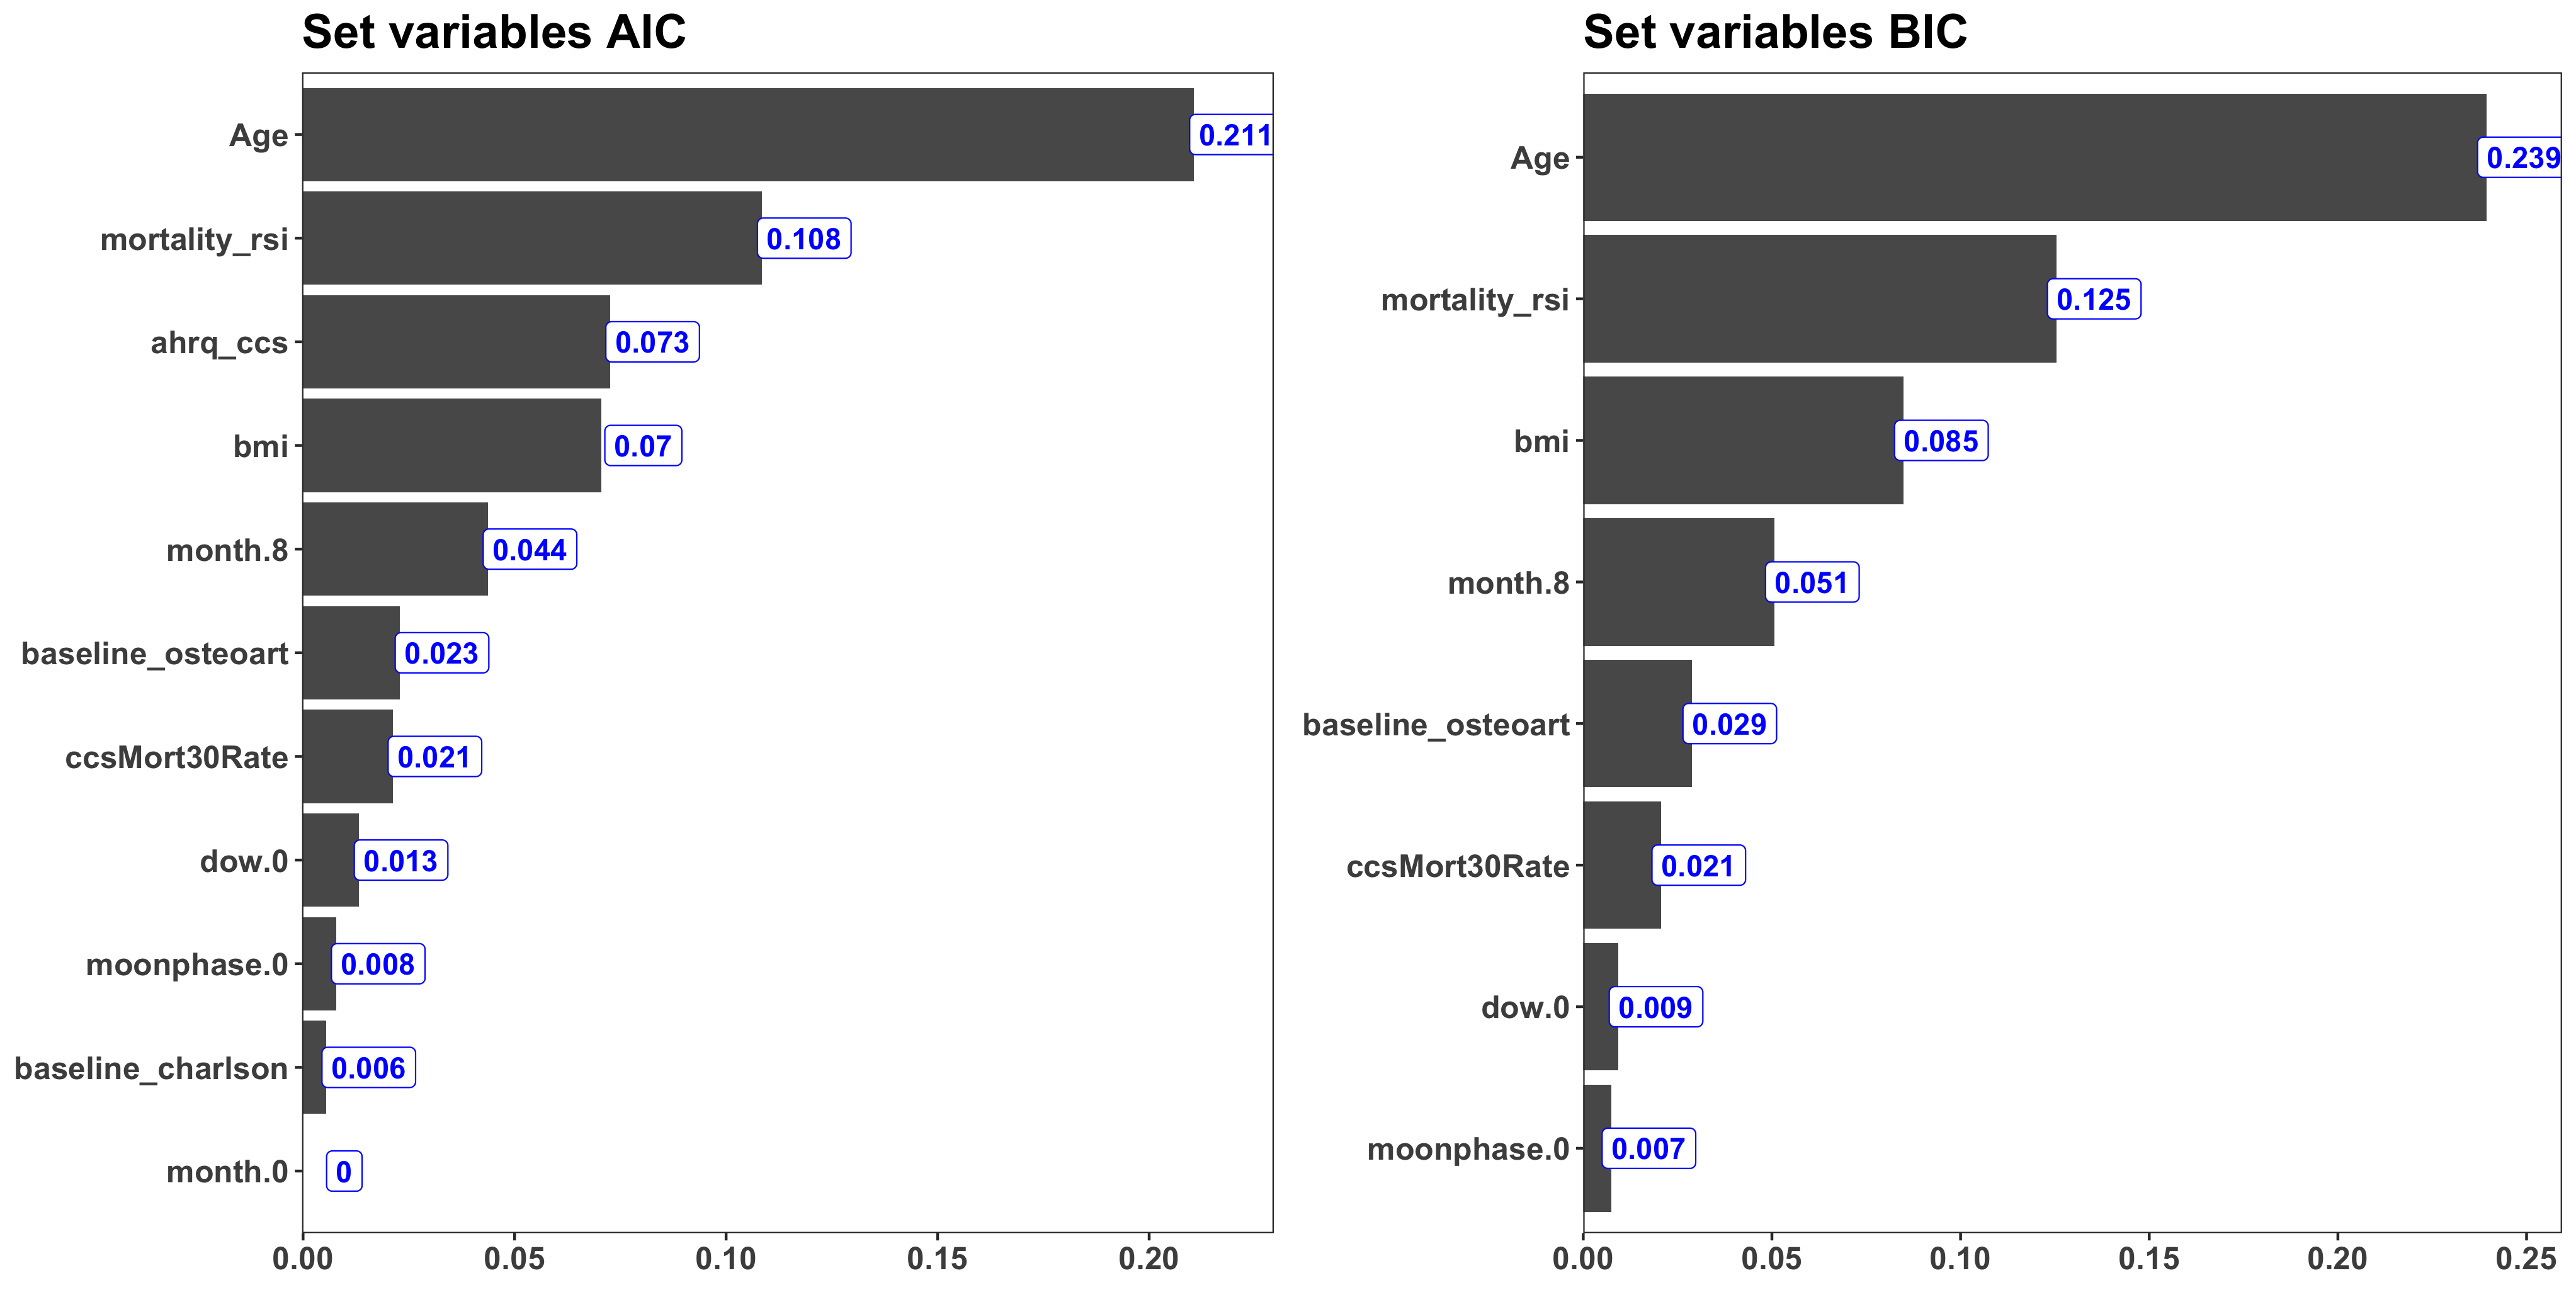 Set variables AIC
Age
0.211
mortality_rsi
0.108
ahrq_ccs
0.073
bmi
0.07
month.8
0.044
baseline_osteoart
0.023
ccsMort30Rate
0.021
dow.0
0.013
moonphase.0
0.008
baseline_charlson
0.006
month.0
0
0.00 0.05 0.10 0.15 0.20
Set variables BIC
Age
0.239
mortality_rsi
0.125
bmi
0.085
month.8
0.051
baseline_osteoart
0.029
ccsMort30Rate
0.021
dow.0
0.009
moonphase.0
0.007
0.00 0.05 0.10 0.15 0.20 0.25